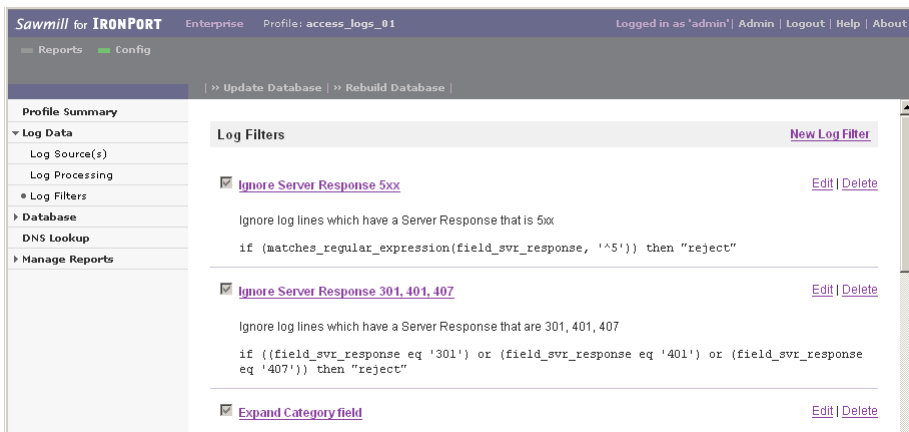 Sawmill for IRONPORT Enterprise Profile: access_logs_01 Logged in as 'admin'| Admin | Logout | Help | About
Reports Config
| » Update Database | » Rebuild Database |
Profile Summary
Log Data
Log Source(s)
Log Processing
Log Filters
Database
DNS Lookup
Manage Reports
Log Filters New Log Filter
Ignore Server Response 5xx Edit | Delete
Ignore log lines which have a Server Response that is 5xx
if (matches_regular_expression(field_svr_response, '^5')) then "reject"
Ignore Server Response 301, 401, 407 Edit | Delete
Ignore log lines which have a Server Response that are 301, 401, 407
if ((field_svr_response eq '301') or (field_svr_response eq '401') or (field_svr_response
eq '407')) then "reject"
Expand Category field Edit | Delete